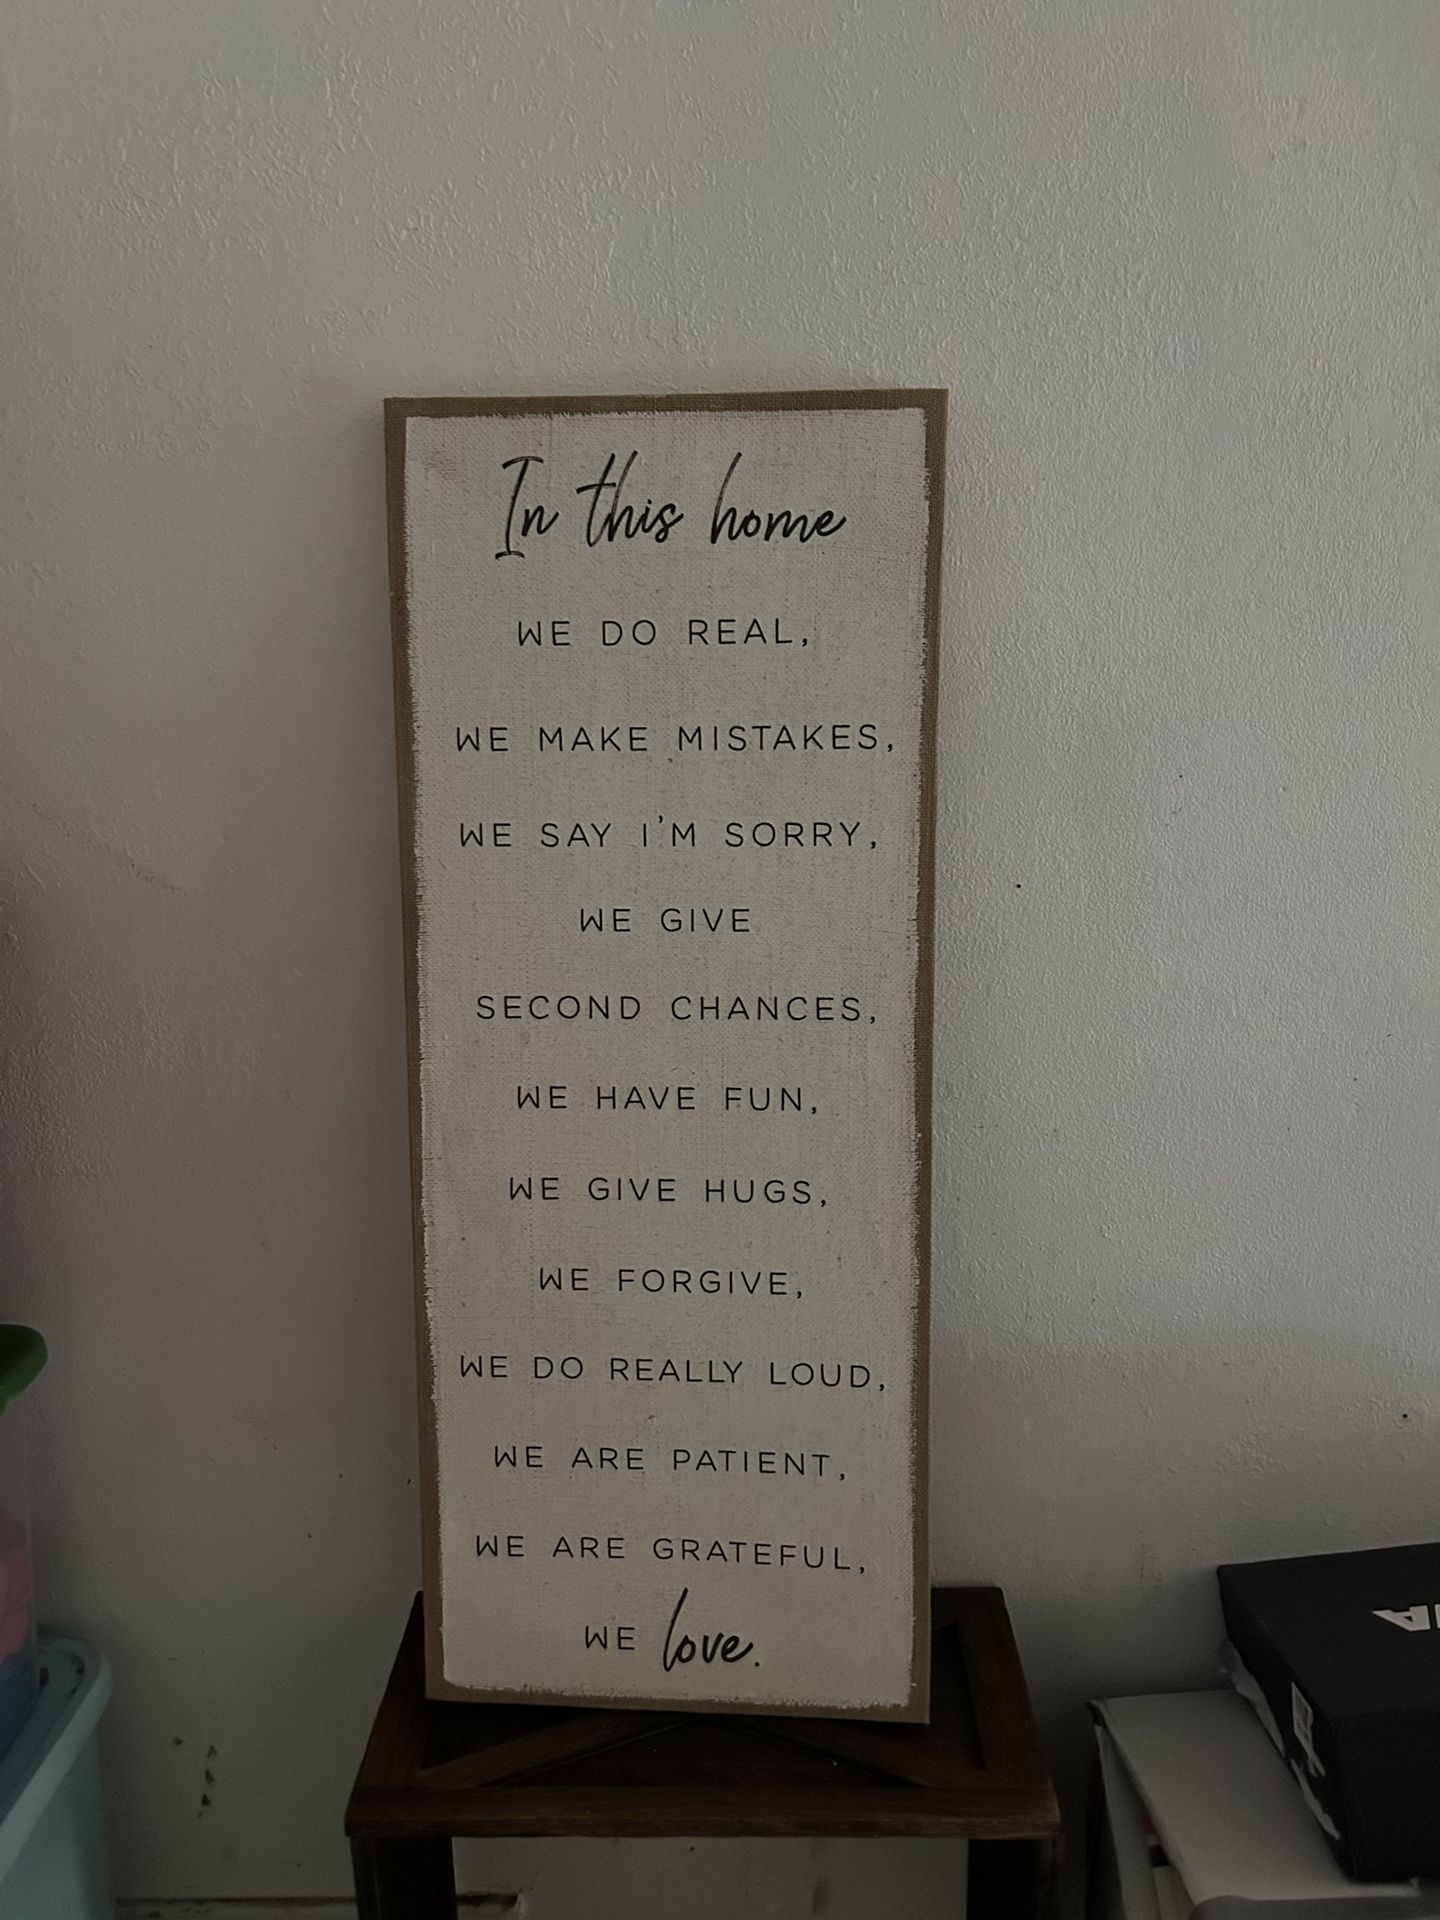 In this home
WE DO REAL,
WE MAKE MISTAKES,
WE SAY I'M SORRY,
WE GIVE
SECOND CHANCES,
WE HAVE FUN,
WE GIVE HUGS,
WE FORGIVE,
WE DO REALLY LOUD,
WE ARE PATIENT,
WE ARE GRATEFUL,
WE love.